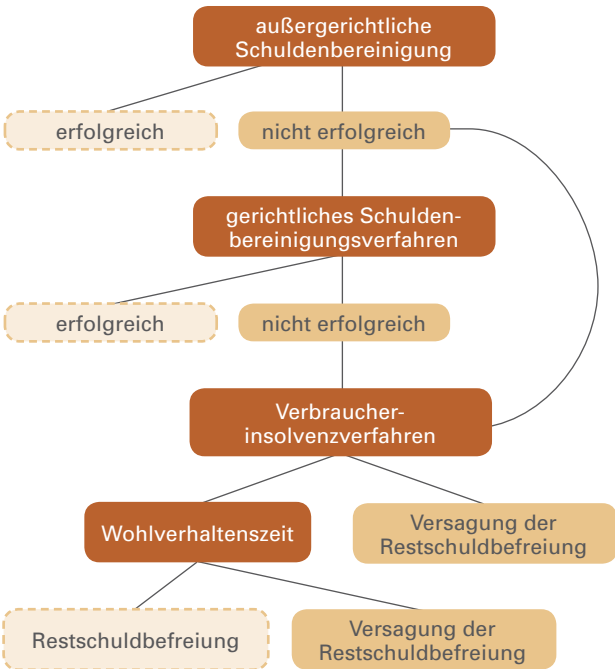 außergerichtliche
Schuldenbereinigung
erfolgreich
nicht erfolgreich
gerichtliches Schulden-
bereinigungsverfahren
erfolgreich
nicht erfolgreich
Verbraucher-
insolvenzverfahren
Wohlverhaltenszeit
Versagung der
Restschuldbefreiung
Restschuldbefreiung
Versagung der
Restschuldbefreiung